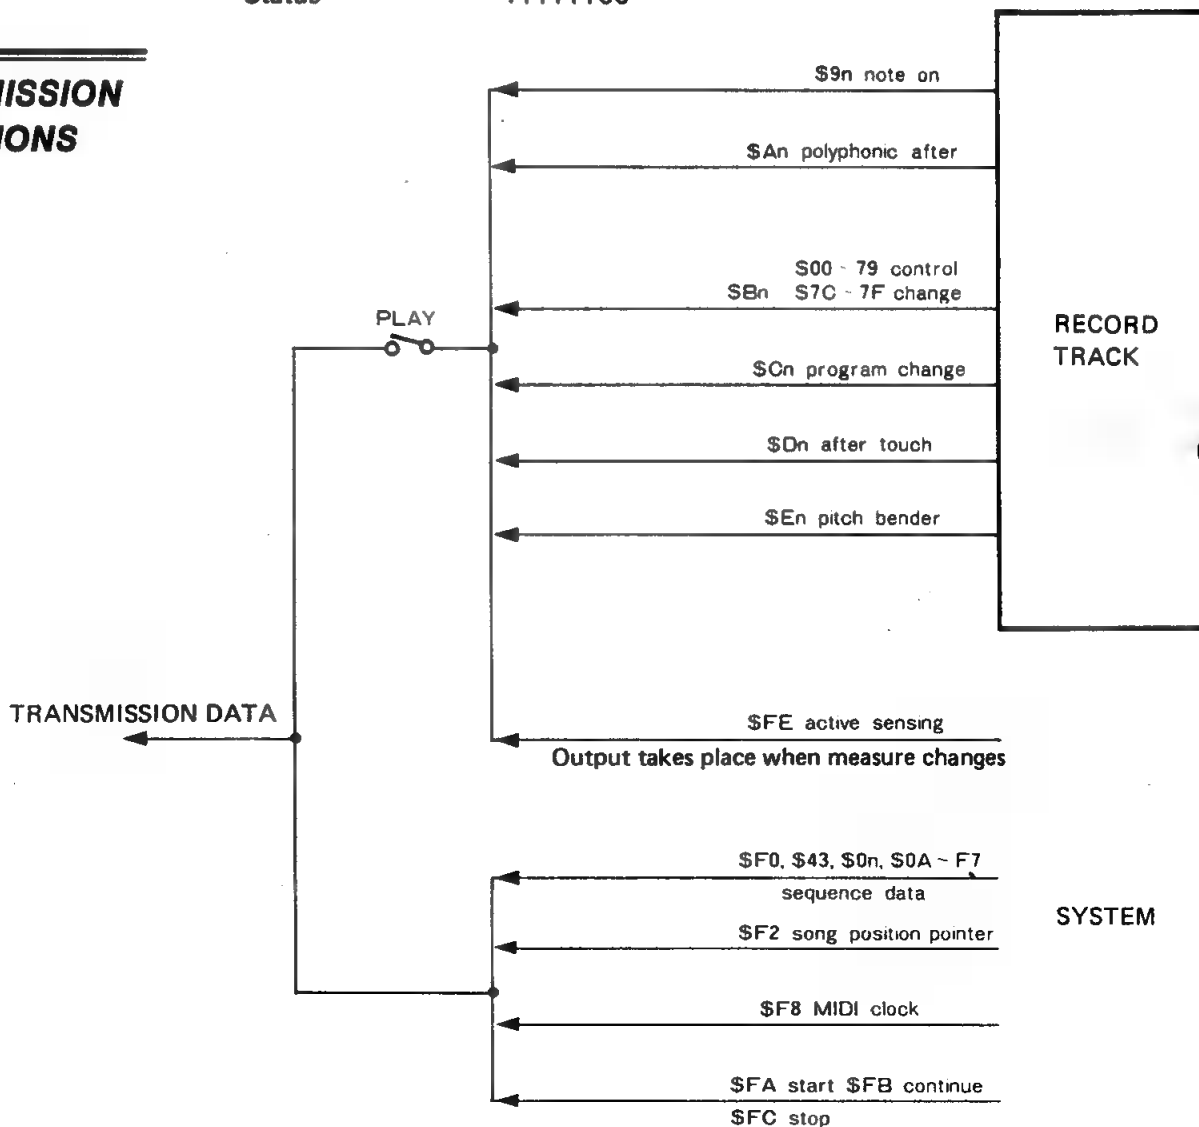 Status 11111100
MISSION
IONS
$9n note on
$An polyphonic after
$00 - 79 control
$Bn $7C - 7F change
PLAY
RECORD
TRACK
$Cn program change
$Dn after touch
$En pitch bender
TRANSMISSION DATA
$FE active sensing
Output takes place when measure changes
$F0, $43, $0n, $0A ~ F7
sequence data
SYSTEM
$F2 song position pointer
$F8 MIDI clock
$FA start $FB continue
$FC stop